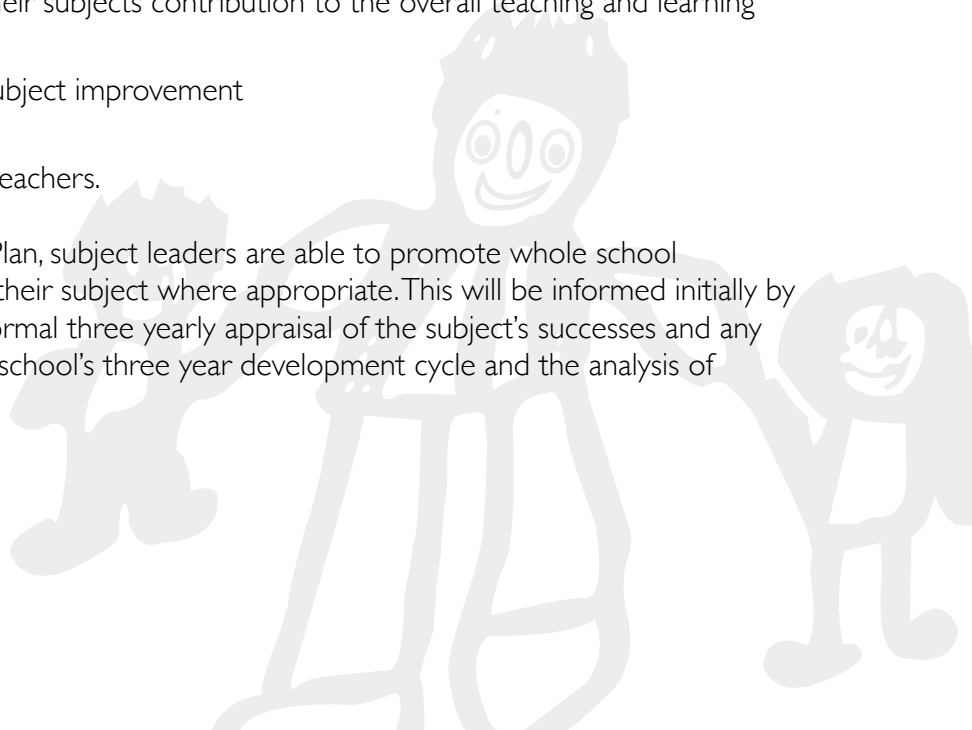 eir subjects contribution to the overall teaching and learning
ubject improvement
eachers.
Plan, subject leaders are able to promote whole school
their subject where appropriate. This will be informed initially by
ormal three yearly appraisal of the subject's successes and any
school's three year development cycle and the analysis of